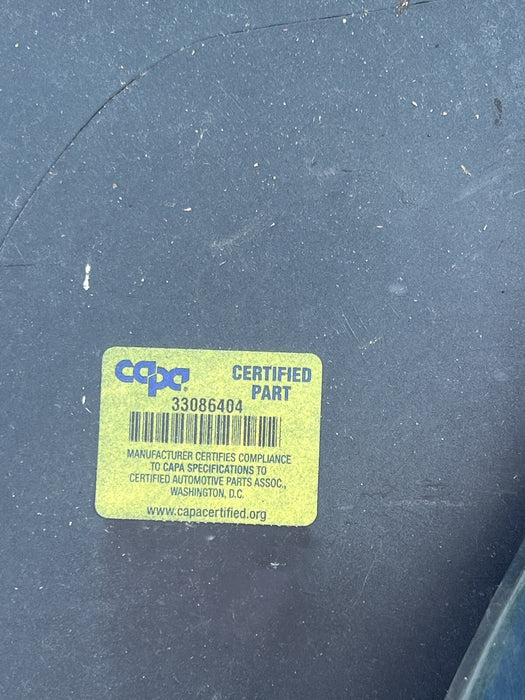 capa® CERTIFIED
PART
33086404
MANUFACTURER CERTIFIES COMPLIANCE
TO CAPA SPECIFICATIONS TO
CERTIFIED AUTOMOTIVE PARTS ASSOC.,
WASHINGTON, D.C.
www.capacertified.org